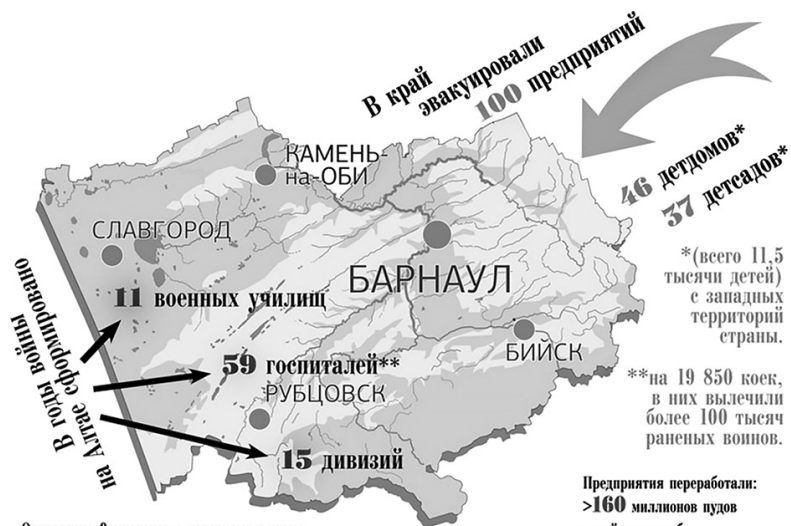 В край
эвакуировали
100 предприятий
46 детдомов*
37 детсадов*
*(всего 11,5
тысячи детей)
с западных
территорий
страны.
КАМЕНЬ-
на-ОБИ
СЛАВГОРОД
БАРНАУЛ
БИЙСК
РУБЦОВСК
В годы войны
на Алтае сформировано
11 военных училищ
59 госпиталей**
15 дивизий
**на 19 850 коек,
в них вылечили
более 100 тысяч
раненых воинов.
Предприятия переработали:
>160 миллионов пудов